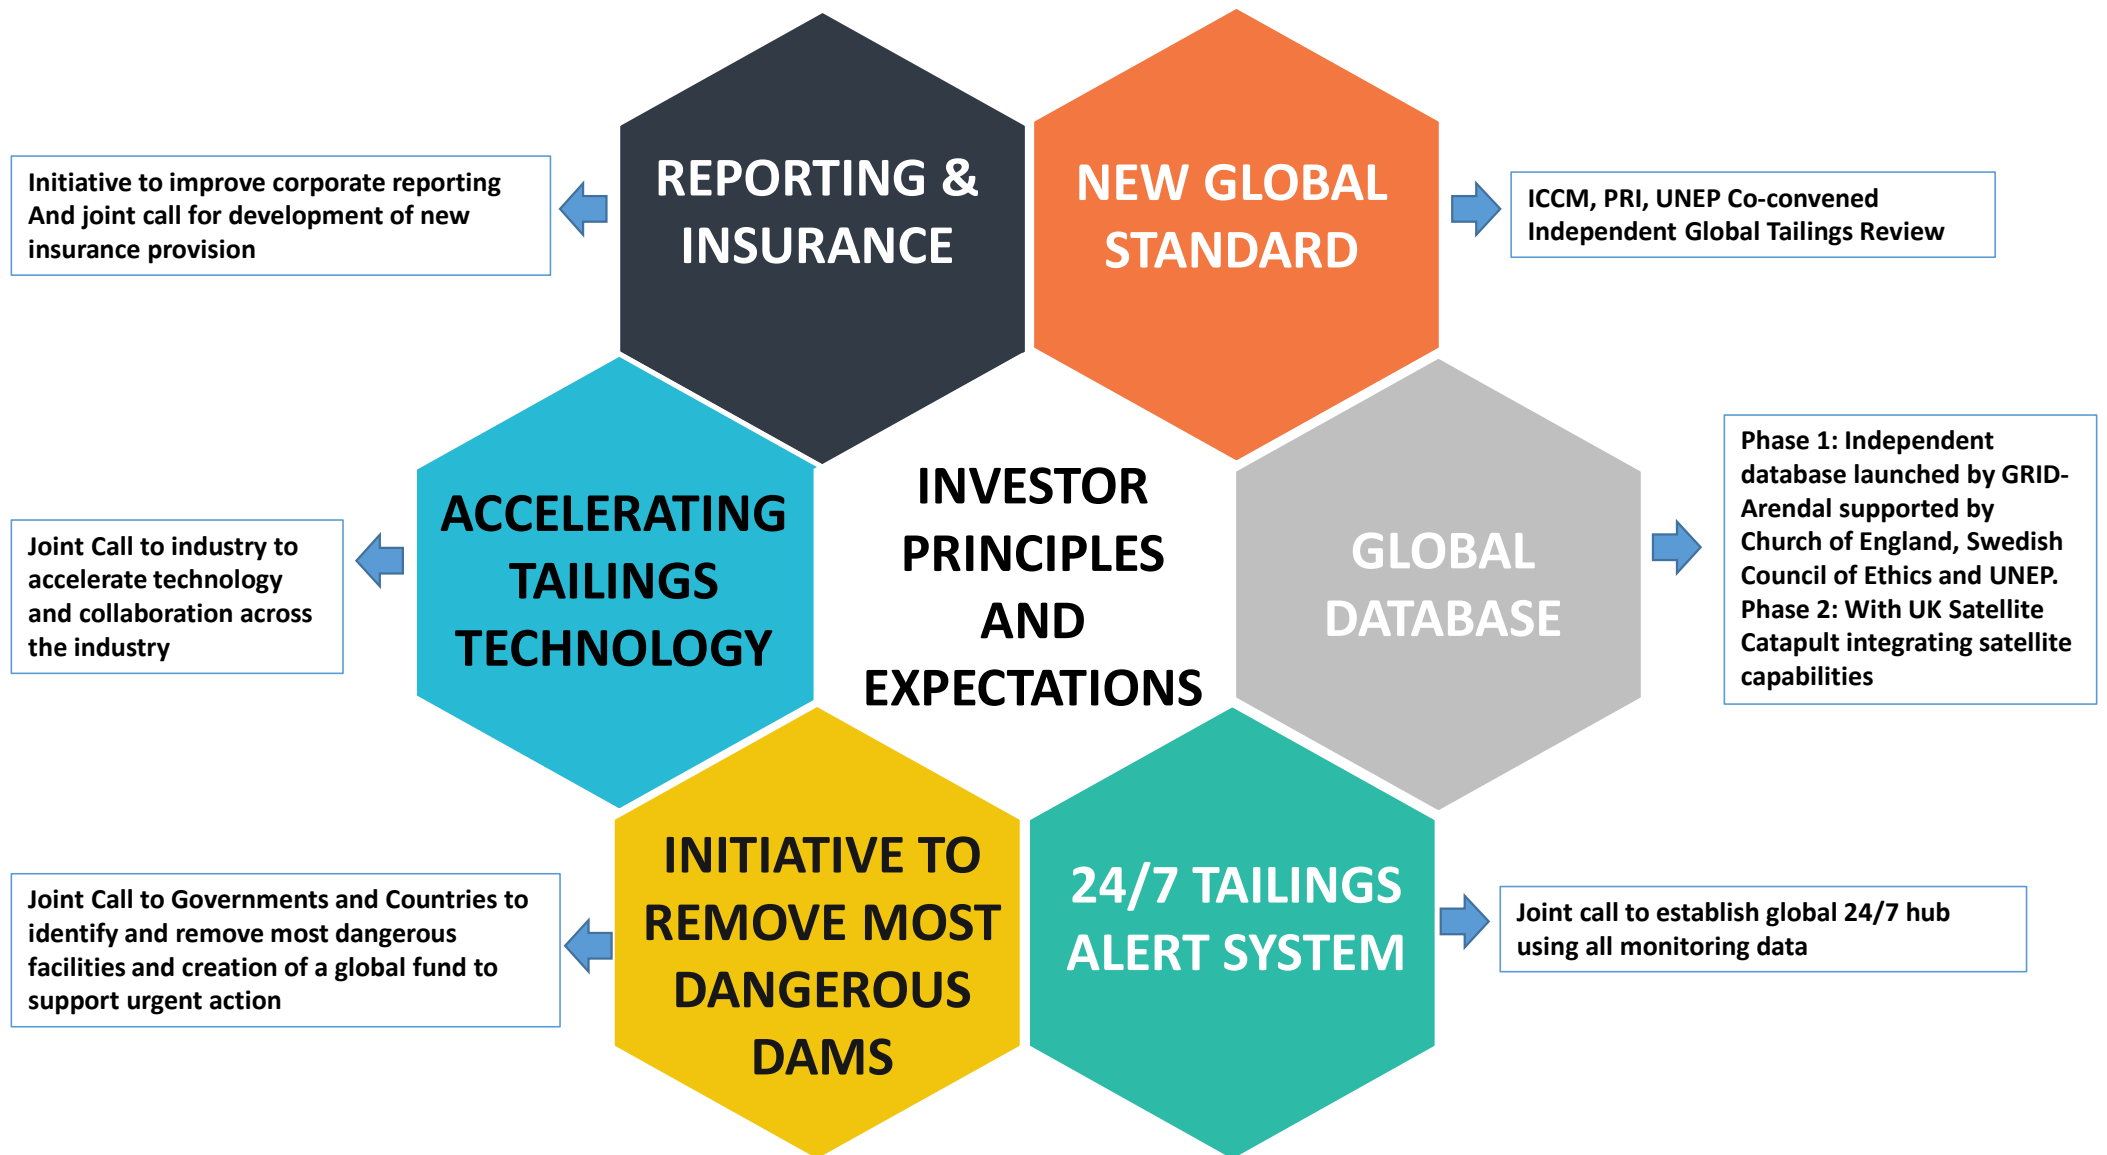 REPORTING &
INSURANCE
NEW GLOBAL
STANDARD
Initiative to improve corporate reporting
And joint call for development of new
insurance provision
ICCM, PRI, UNEP Co-convened
Independent Global Tailings Review
ACCELERATING
TAILINGS
TECHNOLOGY
INVESTOR
PRINCIPLES
AND
EXPECTATIONS
GLOBAL
DATABASE
Phase 1: Independent
database launched by GRID-
Arendal supported by
Church of England, Swedish
Council of Ethics and UNEP.
Phase 2: With UK Satellite
Catapult integrating satellite
capabilities
Joint Call to industry to
accelerate technology
and collaboration across
the industry
INITIATIVE TO
REMOVE MOST
DANGEROUS
DAMS
24/7 TAILINGS
ALERT SYSTEM
Joint Call to Governments and Countries to
identify and remove most dangerous
facilities and creation of a global fund to
support urgent action
Joint call to establish global 24/7 hub
using all monitoring data